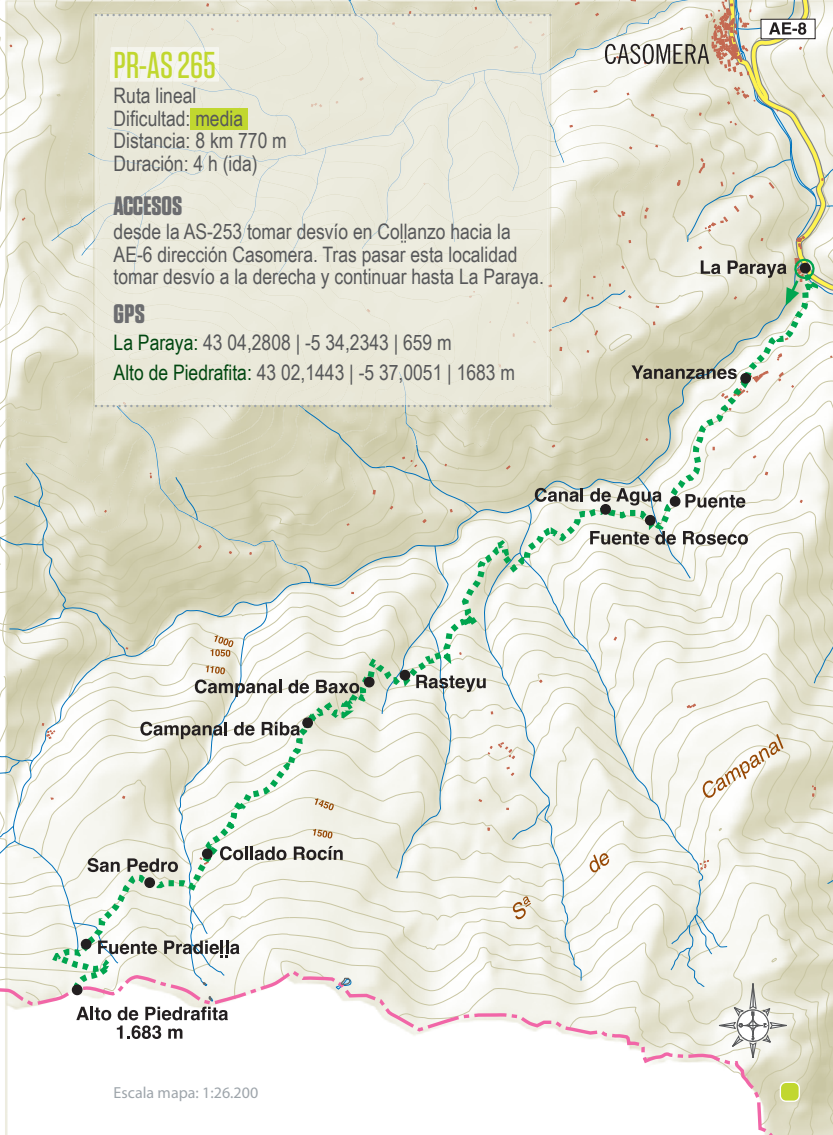 PR-AS 265
Ruta lineal
Dificultad: media
Distancia: 8 km 770 m
Duración: 4 h (ida)
ACCESOS
desde la AS-253 tomar desvío en Coḷḷanzo hacia la
AE-6 dirección Casomera. Tras pasar esta localidad
tomar desvío a la derecha y continuar hasta La Paraya.
GPS
La Paraya: 43 04,2808 | -5 34,2343 | 659 m
Alto de Piedrafita: 43 02,1443 | -5 37,0051 | 1683 m
AE-8
CASOMERA
La Paraya
Yananzanes
Canal de Agua
Puente
Fuente de Roseco
1000
1050
1100
Rasteyu
Campanal de Baxo
Campanal de Riba
Campanal
de
Sª
1450
1500
Collado Rocín
San Pedro
Fuente Pradieḷḷa
Alto de Piedrafita
1.683 m
Escala mapa: 1:26.200